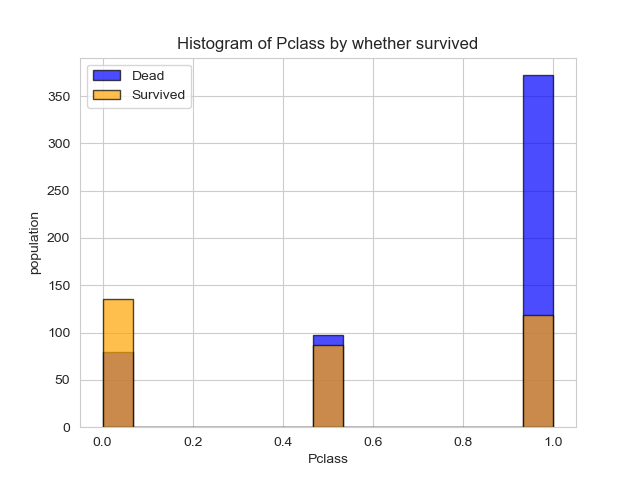 Histogram of Pclass by whether survived
Dead
Survived
population
350
300
250
200
150
100
50
0
0.0 0.2 0.4 0.6 0.8 1.0
Pclass